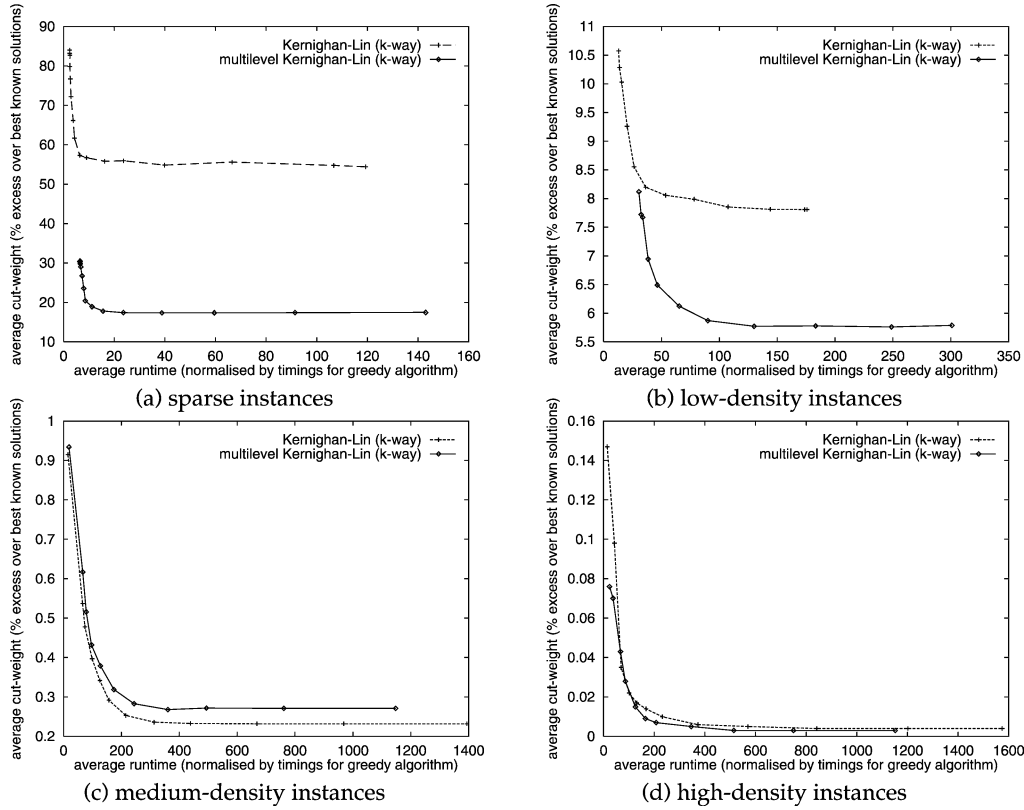 average cut-weight (% excess over best known solutions)
90
80
70
60
50
40
30
20
10
Kernighan-Lin (k-way)
multilevel Kernighan-Lin (k-way)
0 20 40 60 80 100 120 140 160
average runtime (normalised by timings for greedy algorithm)
(a) sparse instances
average cut-weight (% excess over best known solutions)
11
10.5
10
9.5
9
8.5
8
7.5
7
6.5
6
5.5
Kernighan-Lin (k-way)
multilevel Kernighan-Lin (k-way)
0 50 100 150 200 250 300 350
average runtime (normalised by timings for greedy algorithm)
(b) low-density instances
average cut-weight (% excess over best known solutions)
1
0.9
0.8
0.7
0.6
0.5
0.4
0.3
0.2
Kernighan-Lin (k-way)
multilevel Kernighan-Lin (k-way)
0 200 400 600 800 1000 1200 1400
average runtime (normalised by timings for greedy algorithm)
(c) medium-density instances
average cut-weight (% excess over best known solutions)
0.16
0.14
0.12
0.1
0.08
0.06
0.04
0.02
0
Kernighan-Lin (k-way)
multilevel Kernighan-Lin (k-way)
0 200 400 600 800 1000 1200 1400 1600
average runtime (normalised by timings for greedy algorithm)
(d) high-density instances